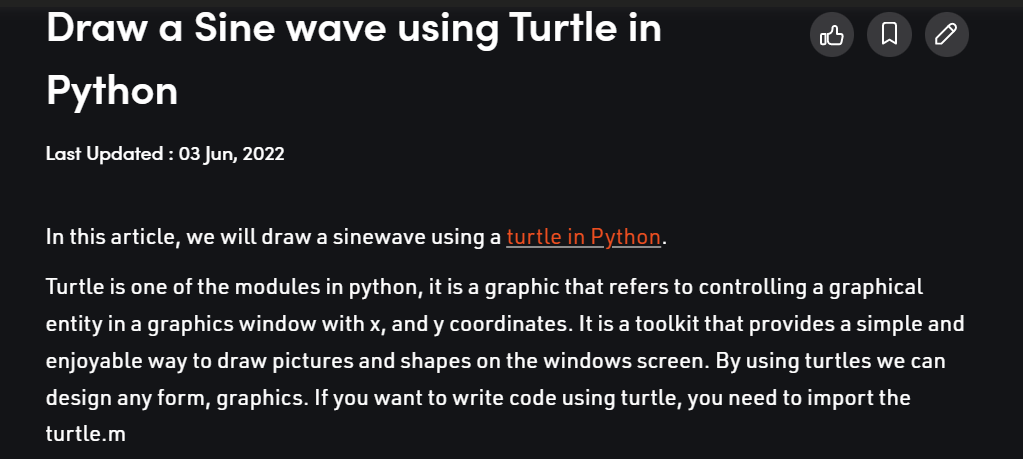 Draw a Sine wave using Turtle in
Python
Last Updated : 03 Jun, 2022
In this article, we will draw a sinewave using a turtle in Python.
Turtle is one of the modules in python, it is a graphic that refers to controlling a graphical
entity in a graphics window with x, and y coordinates. It is a toolkit that provides a simple and
enjoyable way to draw pictures and shapes on the windows screen. By using turtles we can
design any form, graphics. If you want to write code using turtle, you need to import the
turtle.m